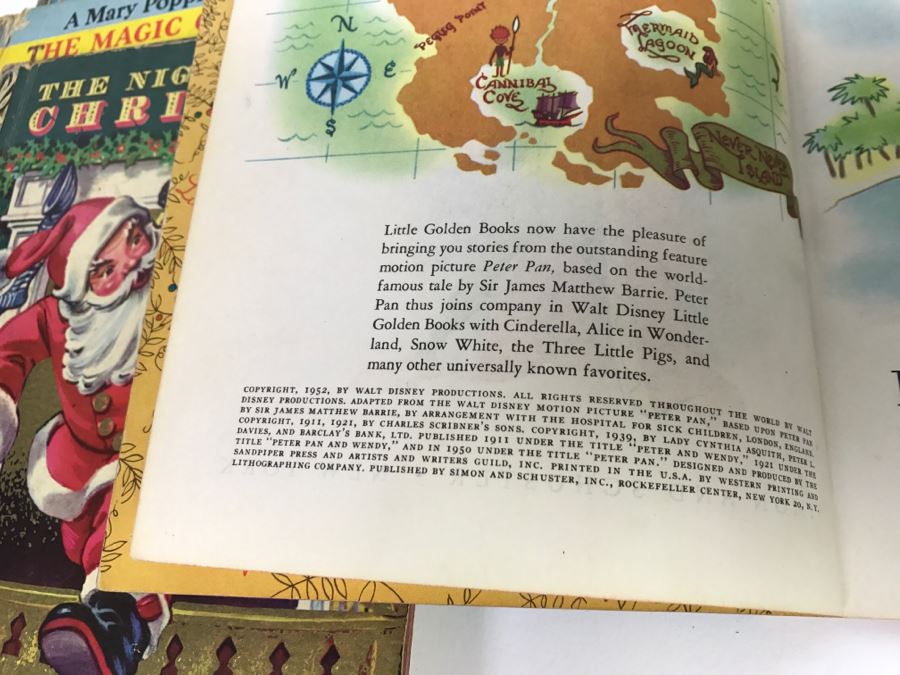 A Mary Popp
THE MAGIC
THE NIG
CHRI
N
W E
S
PEGLEG POINT
MERMAID
LAGOON
CANNIBAL
COVE
NEVER NEVER
ISLAND
Little Golden Books now have the pleasure of
bringing you stories from the outstanding feature
motion picture Peter Pan, based on the world-
famous tale by Sir James Matthew Barrie. Peter
Pan thus joins company in Walt Disney Little
Golden Books with Cinderella, Alice in Wonder-
land, Snow White, the Three Little Pigs, and
many other universally known favorites.
COPYRIGHT, 1952, BY WALT DISNEY PRODUCTIONS. ALL RIGHTS RESERVED THROUGHOUT THE WORLD BY WALT
DISNEY PRODUCTIONS. ADAPTED FROM THE WALT DISNEY MOTION PICTURE "PETER PAN," BASED UPON PETER PAN
BY SIR JAMES MATTHEW BARRIE, BY ARRANGEMENT WITH THE HOSPITAL FOR SICK CHILDREN, LONDON, ENGLAND.
COPYRIGHT, 1911, 1921, BY CHARLES SCRIBNER'S SONS. COPYRIGHT, 1939, BY LADY CYNTHIA ASQUITH, PETER L.
DAVIES, AND BARCLAY'S BANK, LTD. PUBLISHED 1911 UNDER THE TITLE "PETER AND WENDY," 1921 UNDER THE
TITLE "PETER PAN AND WENDY," AND IN 1950 UNDER THE TITLE "PETER PAN." DESIGNED AND PRODUCED BY THE
SANDPIPER PRESS AND ARTISTS AND WRITERS GUILD, INC. PRINTED IN THE U.S.A. BY WESTERN PRINTING AND
LITHOGRAPHING COMPANY. PUBLISHED BY SIMON AND SCHUSTER, INC., ROCKEFELLER CENTER, NEW YORK 20, N.Y.